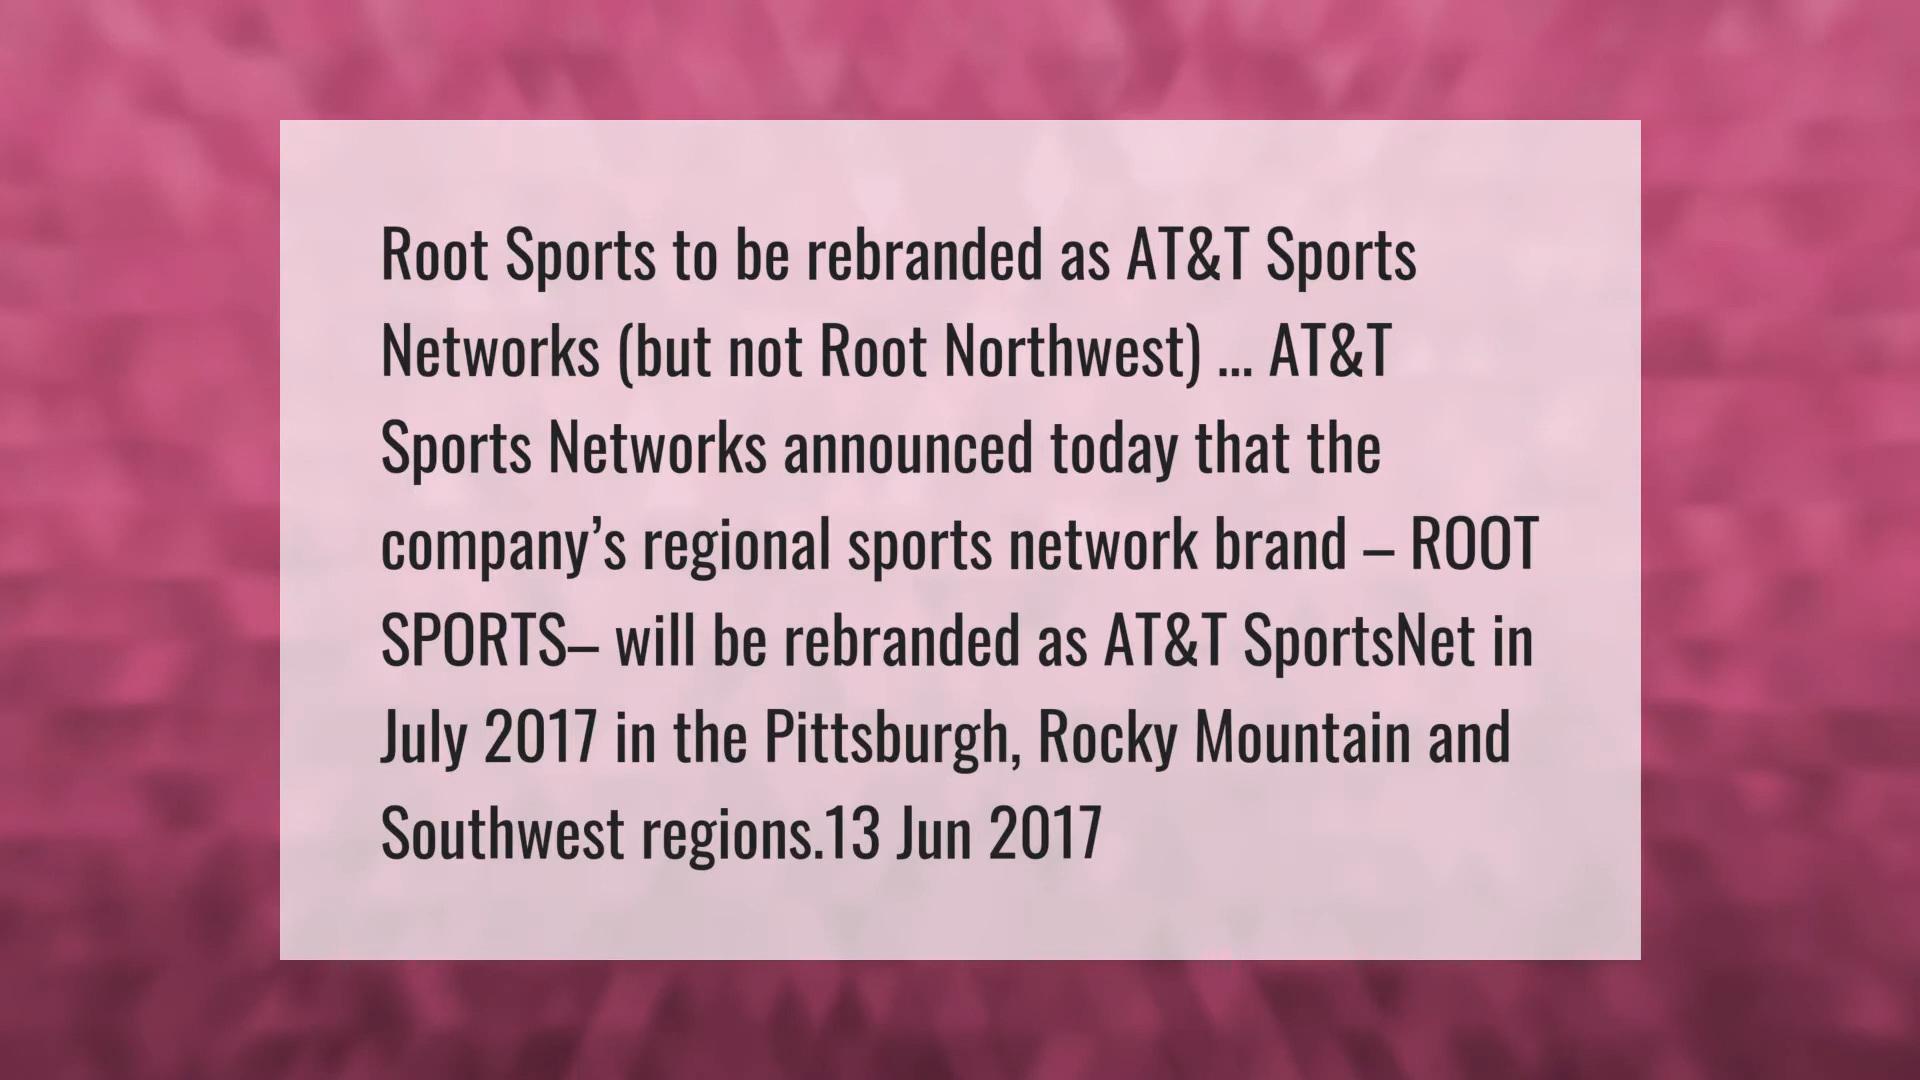 Root Sports to be rebranded as AT&T Sports
Networks (but not Root Northwest) ... AT&T
Sports Networks announced today that the
company’s regional sports network brand – ROOT
SPORTS– will be rebranded as AT&T SportsNet in
July 2017 in the Pittsburgh, Rocky Mountain and
Southwest regions.13 Jun 2017